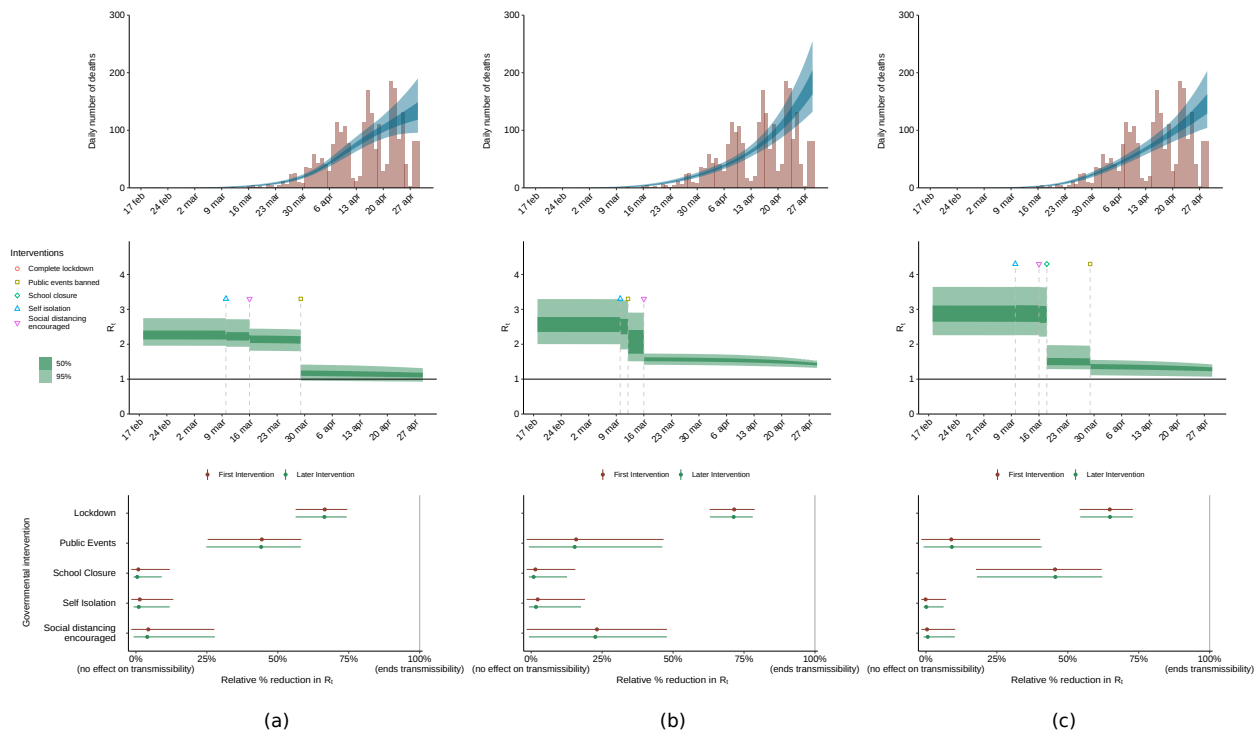 300
200
100
0
Daily number of deaths
17 feb
24 feb
2 mar
9 mar
16 mar
23 mar
30 mar
6 apr
13 apr
20 apr
27 apr
300
200
100
0
Daily number of deaths
17 feb
24 feb
2 mar
9 mar
16 mar
23 mar
30 mar
6 apr
13 apr
20 apr
27 apr
300
200
100
0
Daily number of deaths
17 feb
24 feb
2 mar
9 mar
16 mar
23 mar
30 mar
6 apr
13 apr
20 apr
27 apr
Interventions
Complete lockdown
Public events banned
School closure
Self isolation
Social distancing
encouraged
50%
95%
4
3
2
1
0
Rt
17 feb
24 feb
2 mar
9 mar
16 mar
23 mar
30 mar
6 apr
13 apr
20 apr
27 apr
4
3
2
1
0
Rt
17 feb
24 feb
2 mar
9 mar
16 mar
23 mar
30 mar
6 apr
13 apr
20 apr
27 apr
4
3
2
1
0
Rt
17 feb
24 feb
2 mar
9 mar
16 mar
23 mar
30 mar
6 apr
13 apr
20 apr
27 apr
First Intervention Later Intervention
Governmental intervention
Lockdown
Public Events
School Closure
Self Isolation
Social distancing
encouraged
0% 25% 50% 75% 100%
(no effect on transmissibility) (ends transmissibility)
Relative % reduction in Rt
First Intervention Later Intervention
0% 25% 50% 75% 100%
(no effect on transmissibility) (ends transmissibility)
Relative % reduction in Rt
First Intervention Later Intervention
0% 25% 50% 75% 100%
(no effect on transmissibility) (ends transmissibility)
Relative % reduction in Rt
(a)
(b)
(c)